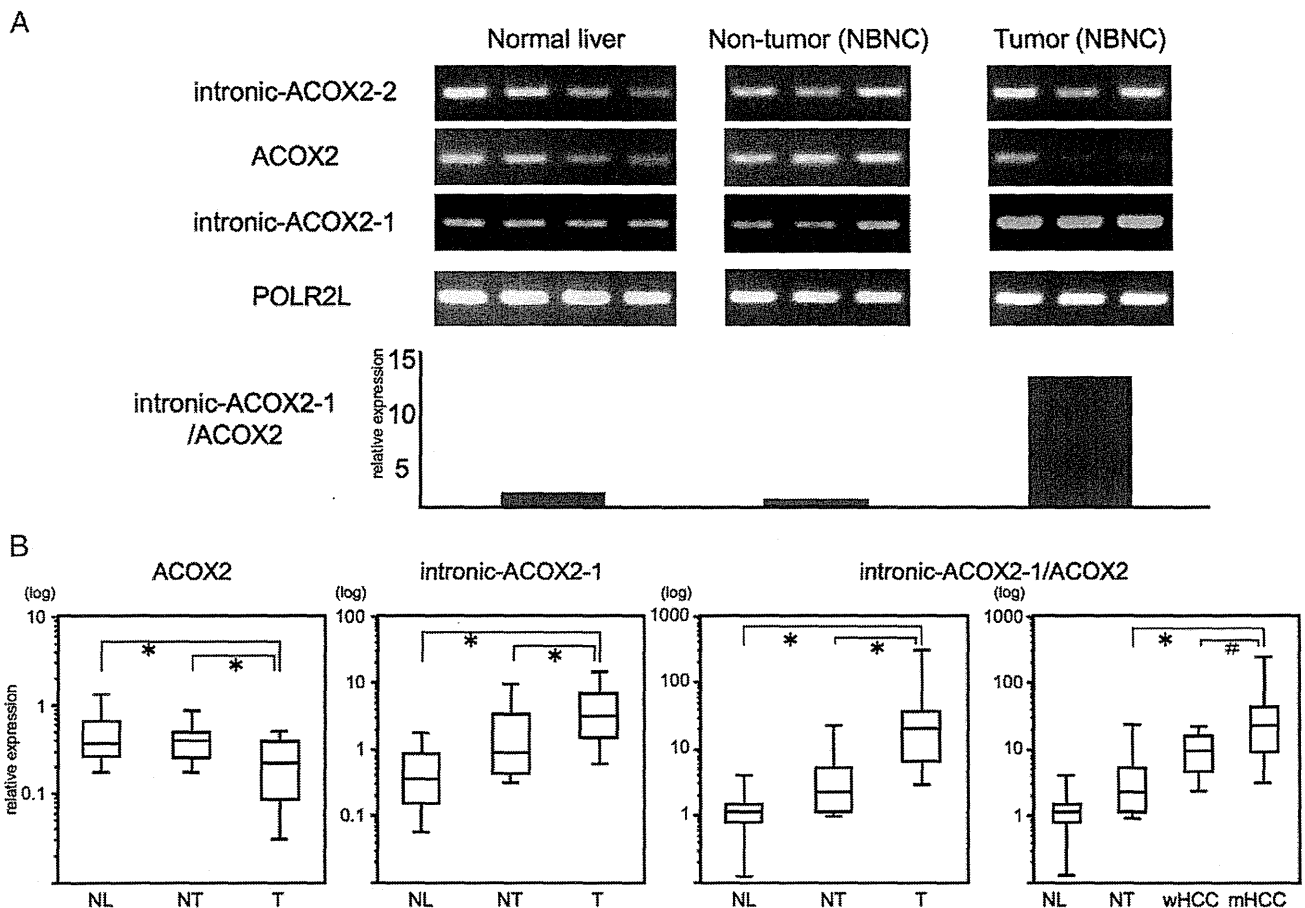 A
Normal liver Non-tumor (NBNC) Tumor (NBNC)
intronic-ACOX2-2
ACOX2
intronic-ACOX2-1
POLR2L
intronic-ACOX2-1
/ACOX2
relative expression
15
10
5
B
ACOX2 intronic-ACOX2-1 intronic-ACOX2-1/ACOX2
(log) (log) (log) (log)
relative expression
10
1
0.1
* *
NL NT T
100
10
1
0.1
* *
NL NT T
1000
100
10
1
* *
NL NT T
1000
100
10
1
* #
NL NT wHCC mHCC